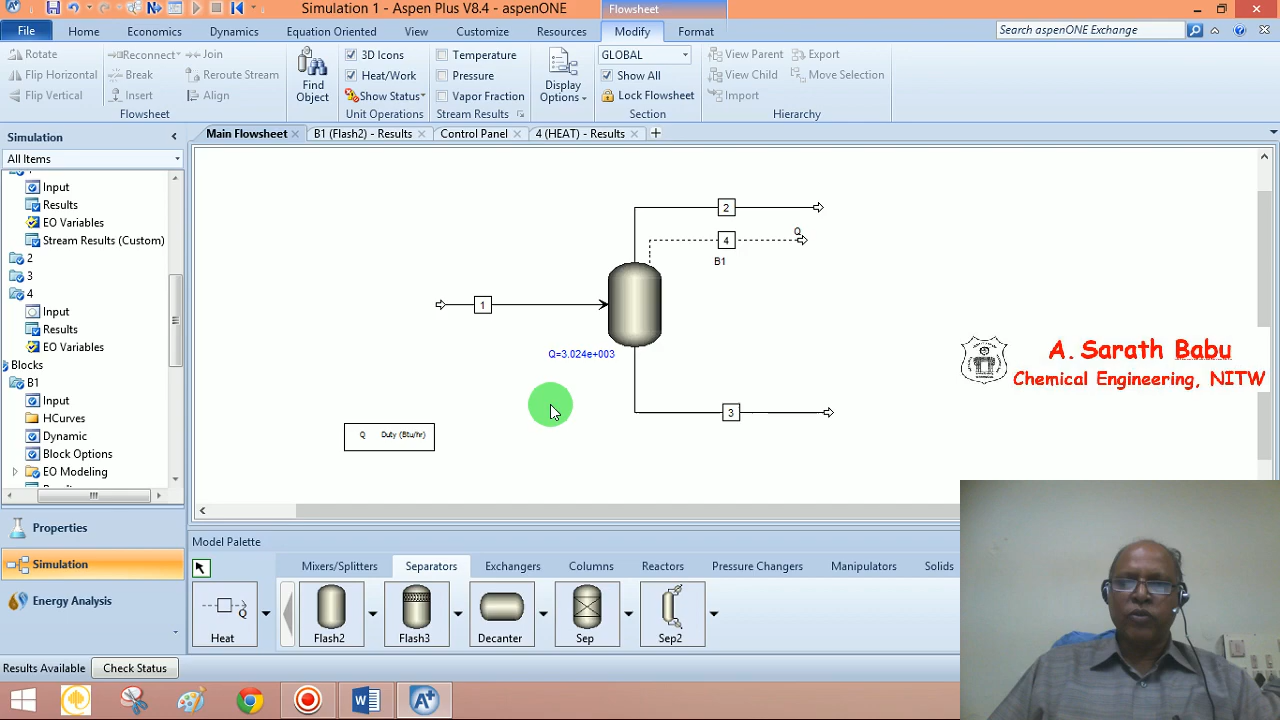 Simulation 1 - Aspen Plus V8.4 - aspenONE
Flowsheet
File
Home
Economics
Dynamics
Equation Oriented
View
Customize
Resources
Modify
Format
Search aspenONE Exchange
Rotate
Flip Horizontal
Flip Vertical
Reconnect
Break
Insert
Join
Reroute Stream
Align
Flowsheet
Find
Object
3D Icons
Heat/Work
Show Status
Unit Operations
Temperature
Pressure
Vapor Fraction
Stream Results
Display
Options
GLOBAL
Show All
Lock Flowsheet
Section
View Parent
View Child
Import
Export
Move Selection
Hierarchy
Simulation
All Items
Main Flowsheet
B1 (Flash2) - Results
Control Panel
4 (HEAT) - Results
Input
Results
EO Variables
Stream Results (Custom)
2
3
4
Input
Results
EO Variables
Blocks
B1
Input
HCurves
Dynamic
Block Options
EO Modeling
Properties
Simulation
Energy Analysis
2
Q
4
B1
1
Q=3.024e+003
3
Q Duty (Btu/hr)
A. Sarath Babu
Chemical Engineering, NITW
Model Palette
Mixers/Splitters
Separators
Exchangers
Columns
Reactors
Pressure Changers
Manipulators
Solids
Q
Heat
Flash2
Flash3
Decanter
Sep
Sep2
Results Available
Check Status